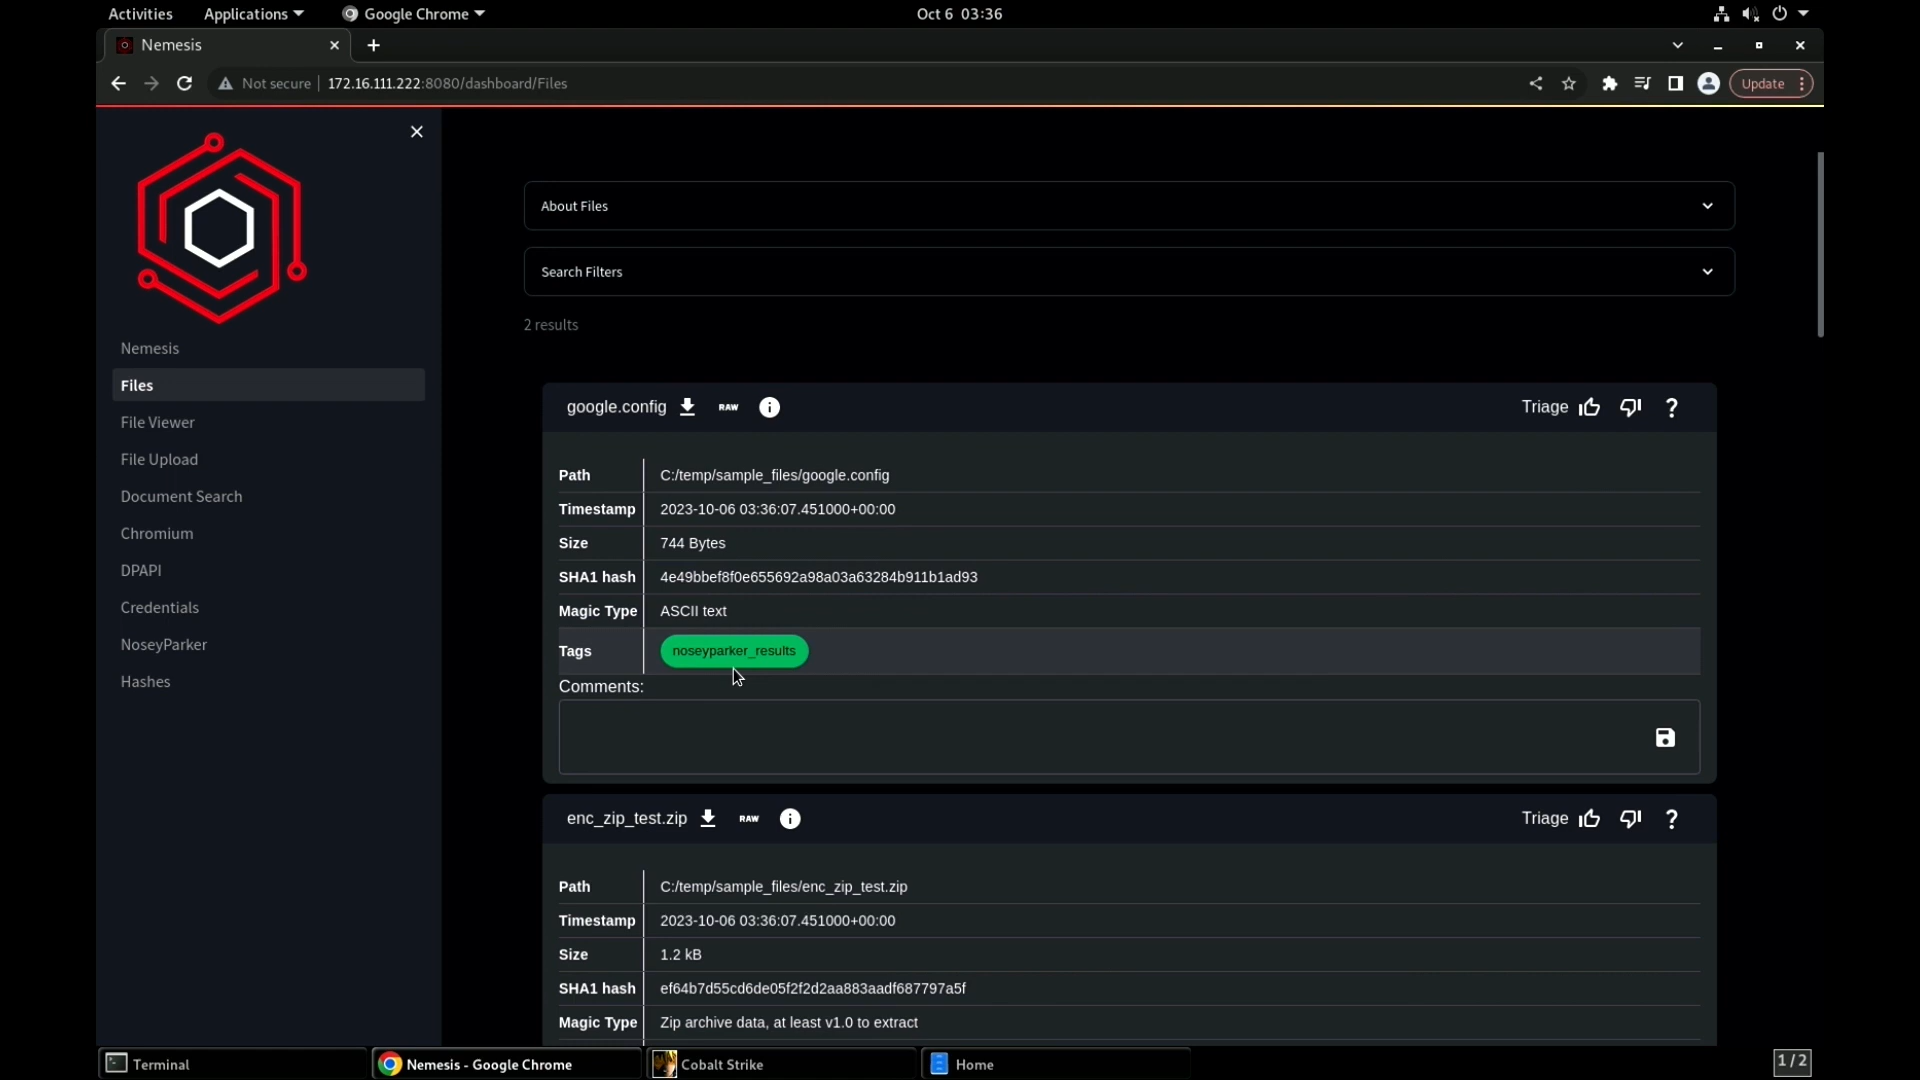 Activities Applications Google Chrome Oct 6 03:36
Nemesis
Not secure 172.16.111.222:8080/dashboard/Files Update
Nemesis
Files
File Viewer
File Upload
Document Search
Chromium
DPAPI
Credentials
NoseyParker
Hashes
About Files
Search Filters
2 results
google.config RAW Triage ?
Path C:/temp/sample_files/google.config
Timestamp 2023-10-06 03:36:07.451000+00:00
Size 744 Bytes
SHA1 hash 4e49bbef8f0e655692a98a03a63284b911b1ad93
Magic Type ASCII text
Tags noseyparker_results
Comments:
enc_zip_test.zip RAW Triage ?
Path C:/temp/sample_files/enc_zip_test.zip
Timestamp 2023-10-06 03:36:07.451000+00:00
Size 1.2 kB
SHA1 hash ef64b7d55cd6de05f2f2d2aa883aadf687797a5f
Magic Type Zip archive data, at least v1.0 to extract
Terminal Nemesis - Google Chrome Cobalt Strike Home 1/2